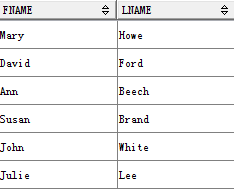 FNAME LNAME
Mary Howe
David Ford
Ann Beech
Susan Brand
John White
Julie Lee